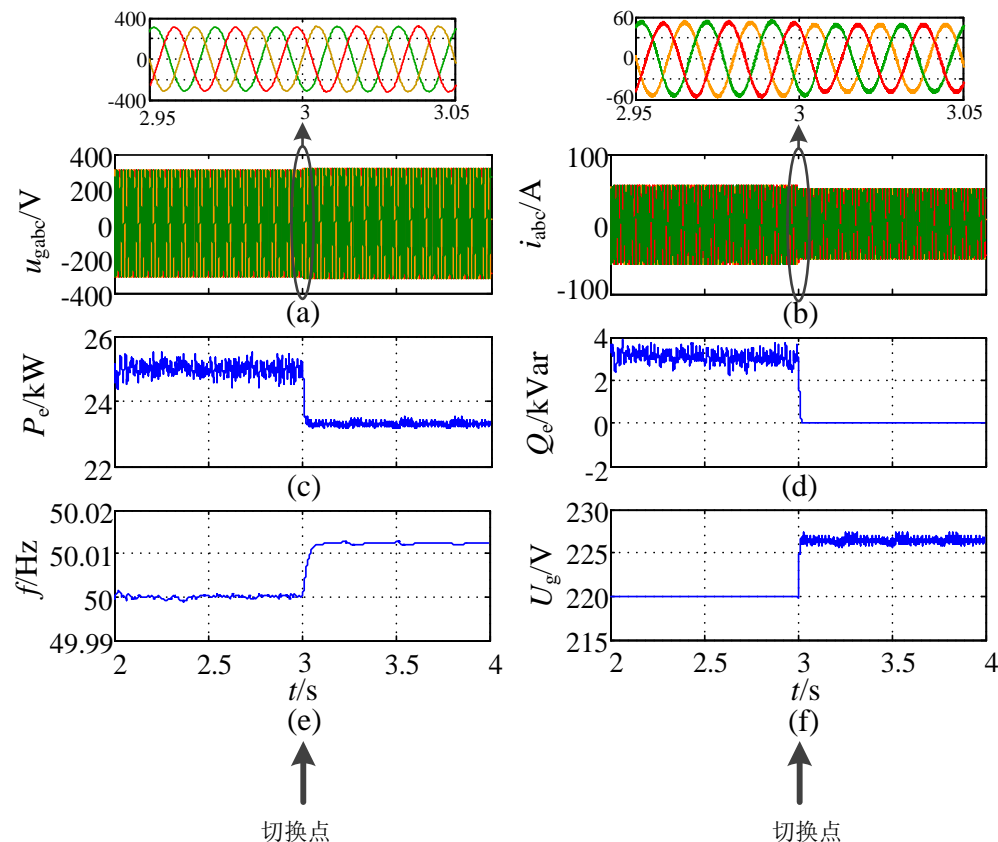 400
0
-400
2.95
3
3.05
60
0
-60
2.95
3
3.05
u_gabc/V
400
200
0
-200
-400
(a)
i_abc/A
100
0
-100
(b)
P_e/kW
26
24
22
(c)
Q_e/kVar
4
2
0
-2
(d)
f/Hz
50.02
50.01
50
49.99
2
2.5
3
3.5
4
t/s
(e)
U_g/V
230
225
220
215
2
2.5
3
3.5
4
t/s
(f)
切换点
切换点